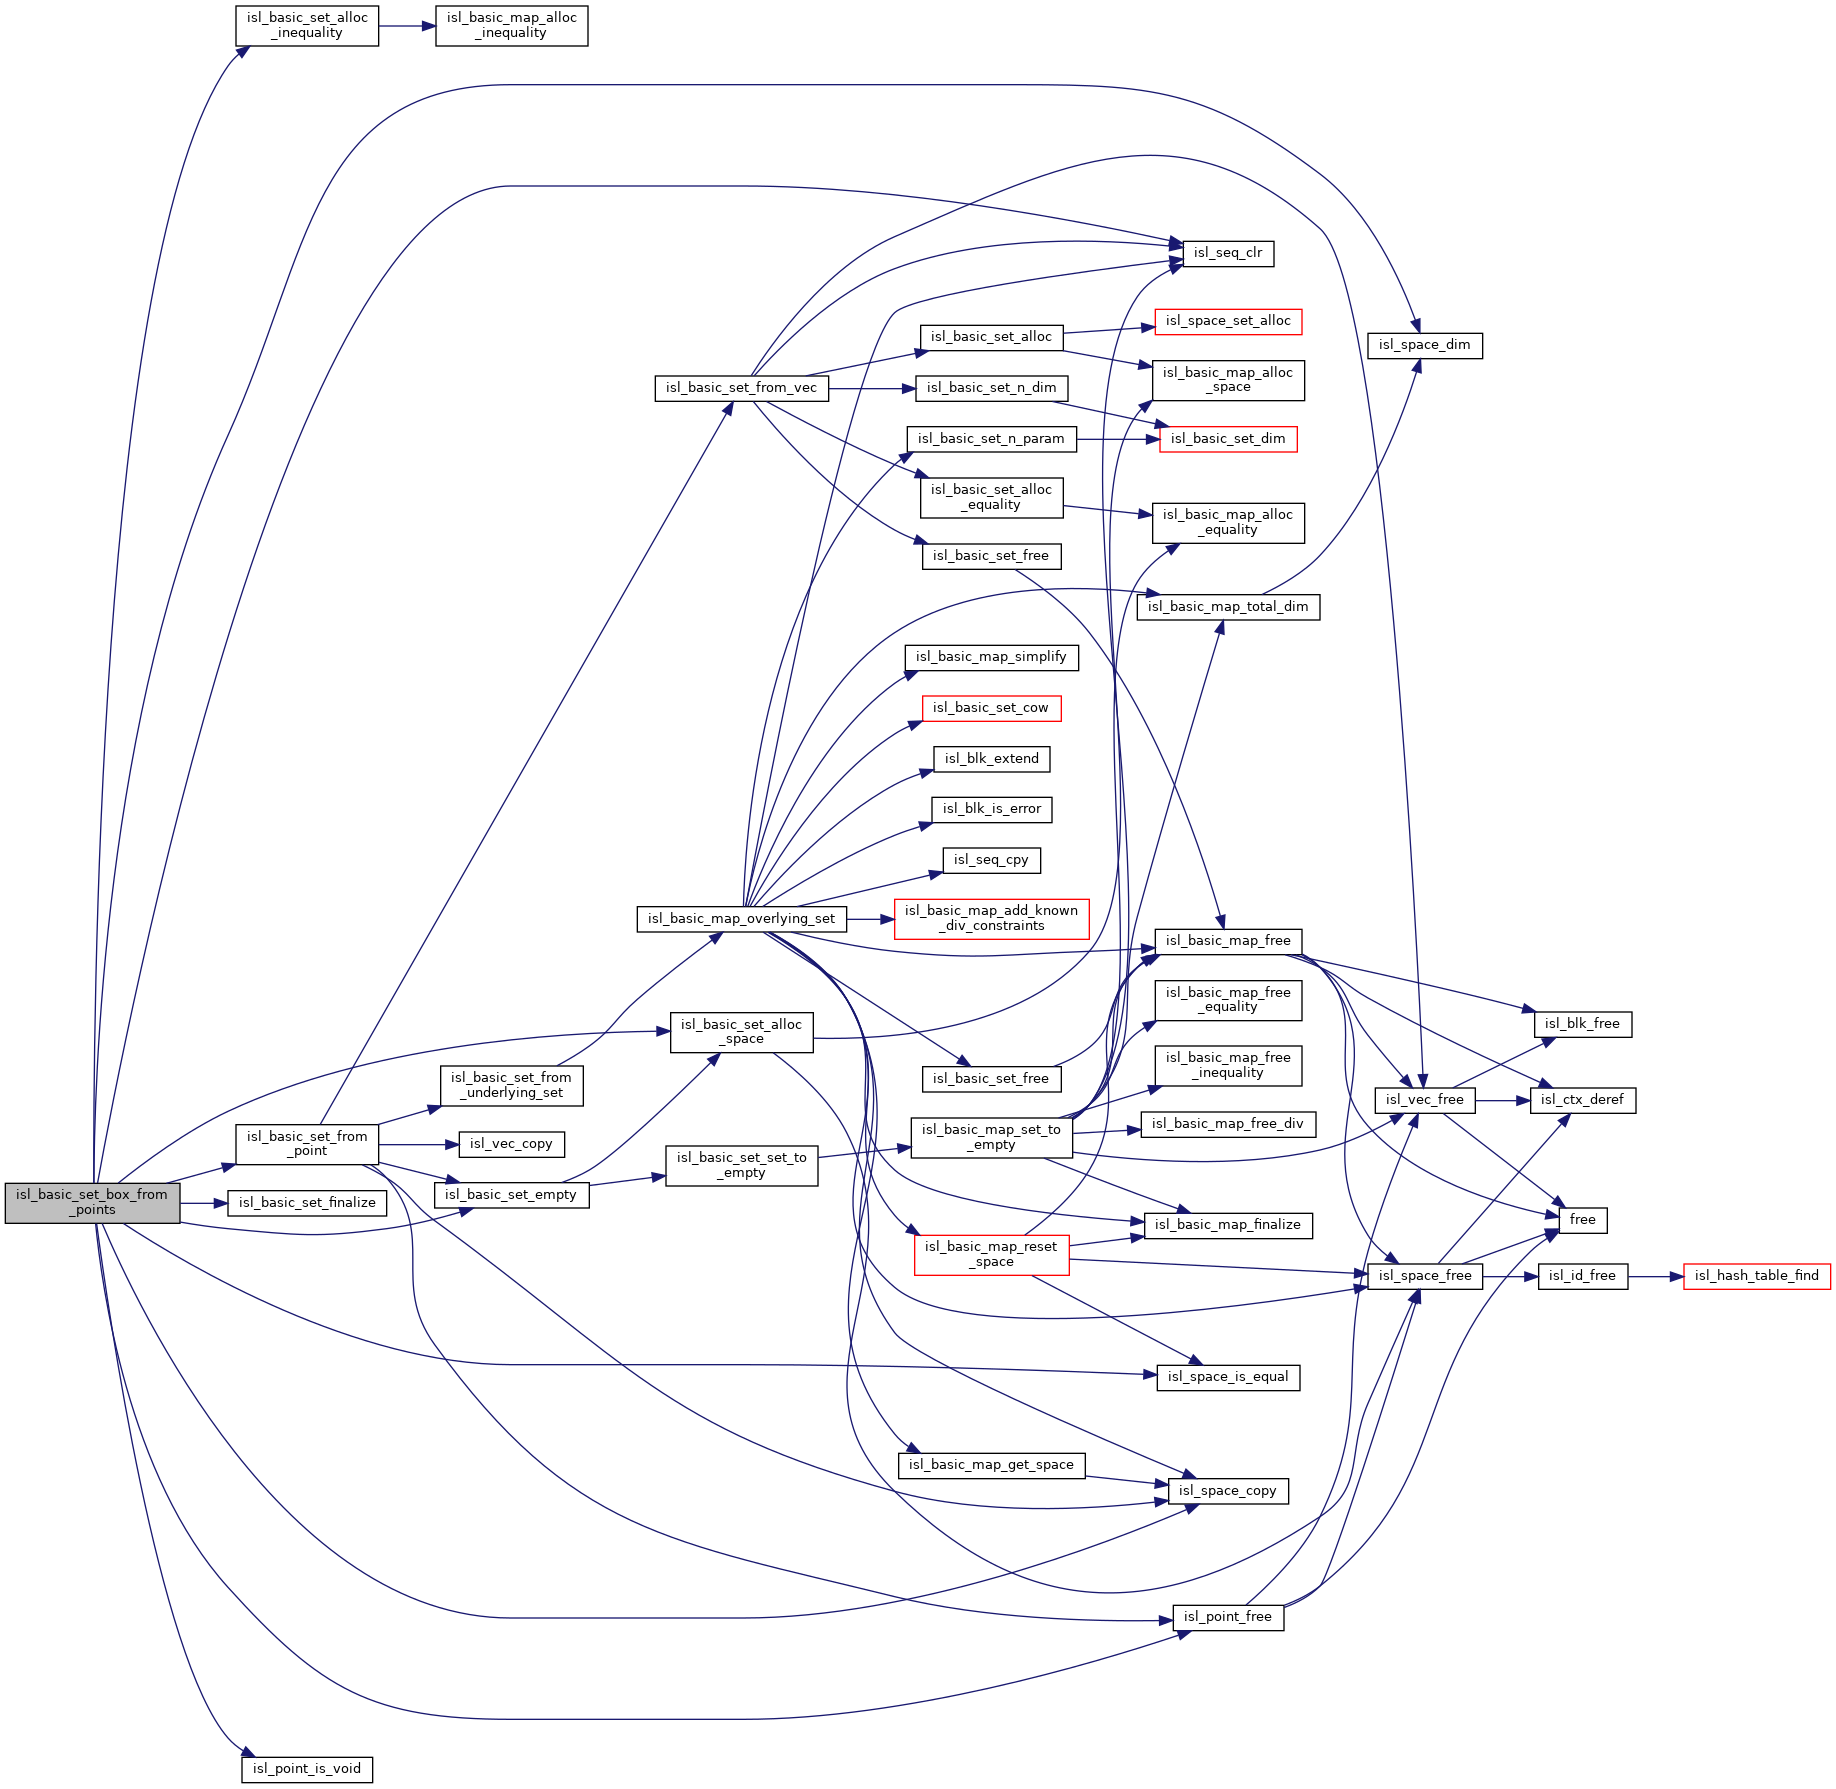 isl_basic_set_alloc
_inequality
isl_basic_map_alloc
_inequality
isl_seq_clr
isl_space_set_alloc
isl_basic_set_alloc
isl_space_dim
isl_basic_map_alloc
_space
isl_basic_set_from_vec
isl_basic_set_n_dim
isl_basic_set_n_param
isl_basic_set_dim
isl_basic_set_alloc
_equality
isl_basic_map_alloc
_equality
isl_basic_set_free
isl_basic_map_total_dim
isl_basic_map_simplify
isl_basic_set_cow
isl_blk_extend
isl_blk_is_error
isl_seq_cpy
isl_basic_map_overlying_set
isl_basic_map_add_known
_div_constraints
isl_basic_map_free
isl_basic_map_free
_equality
isl_blk_free
isl_basic_set_alloc
_space
isl_basic_map_free
_inequality
isl_basic_set_free
isl_basic_set_from
_underlying_set
isl_vec_free
isl_ctx_deref
isl_basic_map_free_div
isl_basic_map_set_to
_empty
isl_basic_set_from
_point
isl_vec_copy
isl_basic_set_set_to
_empty
isl_basic_set_empty
isl_basic_set_box_from
_points
isl_basic_set_finalize
free
isl_basic_map_finalize
isl_basic_map_reset
_space
isl_space_free
isl_id_free
isl_hash_table_find
isl_space_is_equal
isl_basic_map_get_space
isl_space_copy
isl_point_free
isl_point_is_void